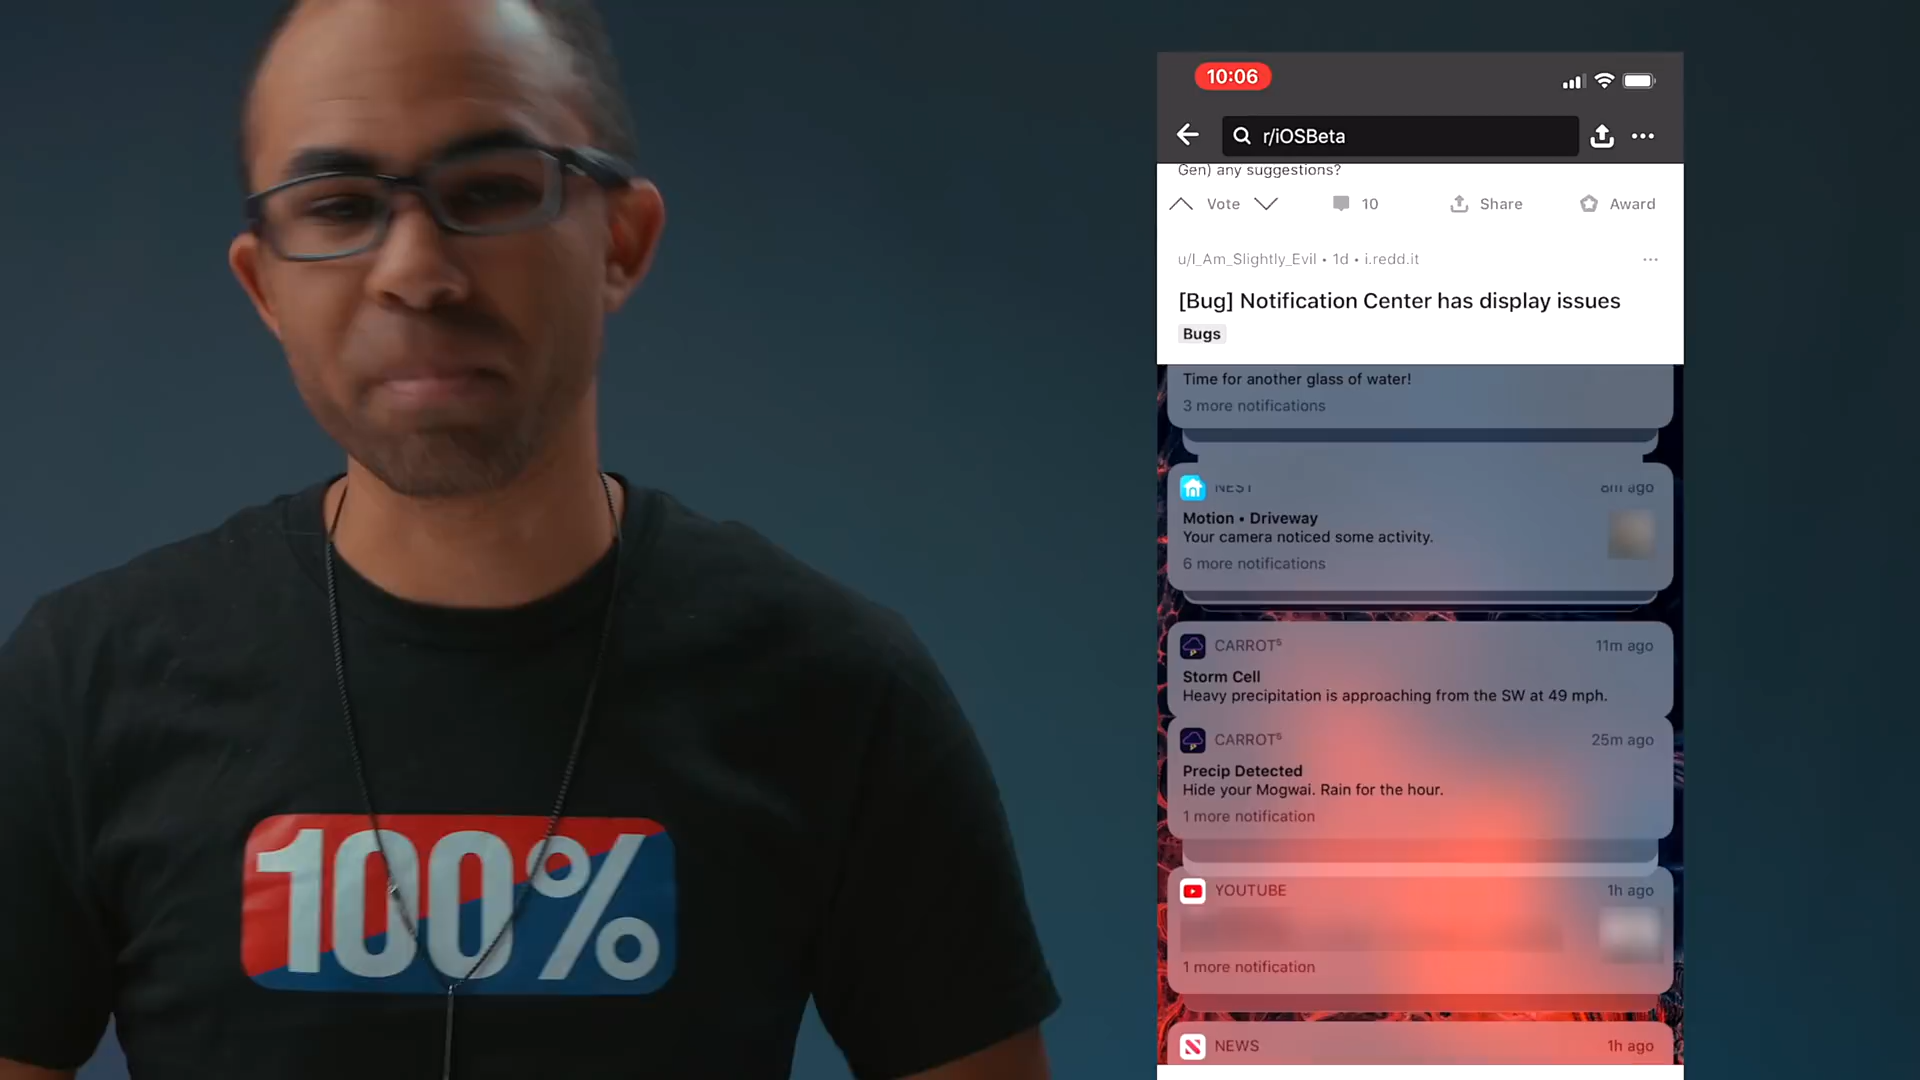 100%
10:06
r/iOSBeta
Gen) any suggestions?
Vote 10 Share Award
u/I_Am_Slightly_Evil • 1d • i.redd.it
[Bug] Notification Center has display issues
Bugs
Time for another glass of water!
3 more notifications
NEST 8m ago
Motion • Driveway
Your camera noticed some activity.
6 more notifications
CARROT⁵ 11m ago
Storm Cell
Heavy precipitation is approaching from the SW at 49 mph.
CARROT⁵ 25m ago
Precip Detected
Hide your Mogwai. Rain for the hour.
1 more notification
YOUTUBE 1h ago
1 more notification
NEWS 1h ago